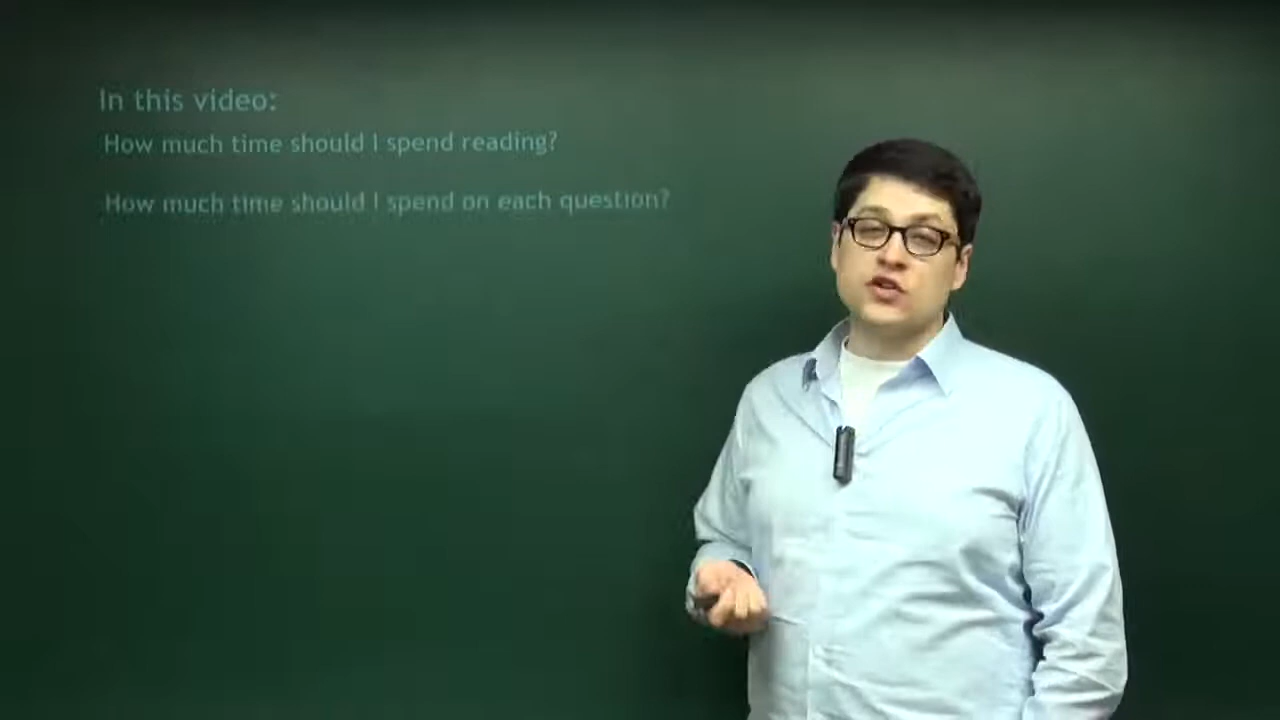 In this video:
How much time should I spend reading?
How much time should I spend on each question?